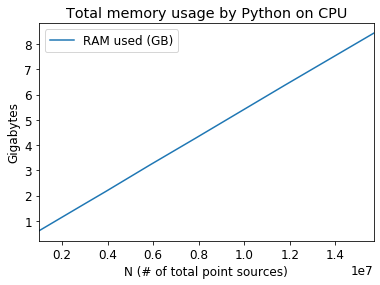 Total memory usage by Python on CPU
RAM used (GB)
8
7
6
5
4
3
2
1
Gigabytes
0.2 0.4 0.6 0.8 1.0 1.2 1.4
1e7
N (# of total point sources)